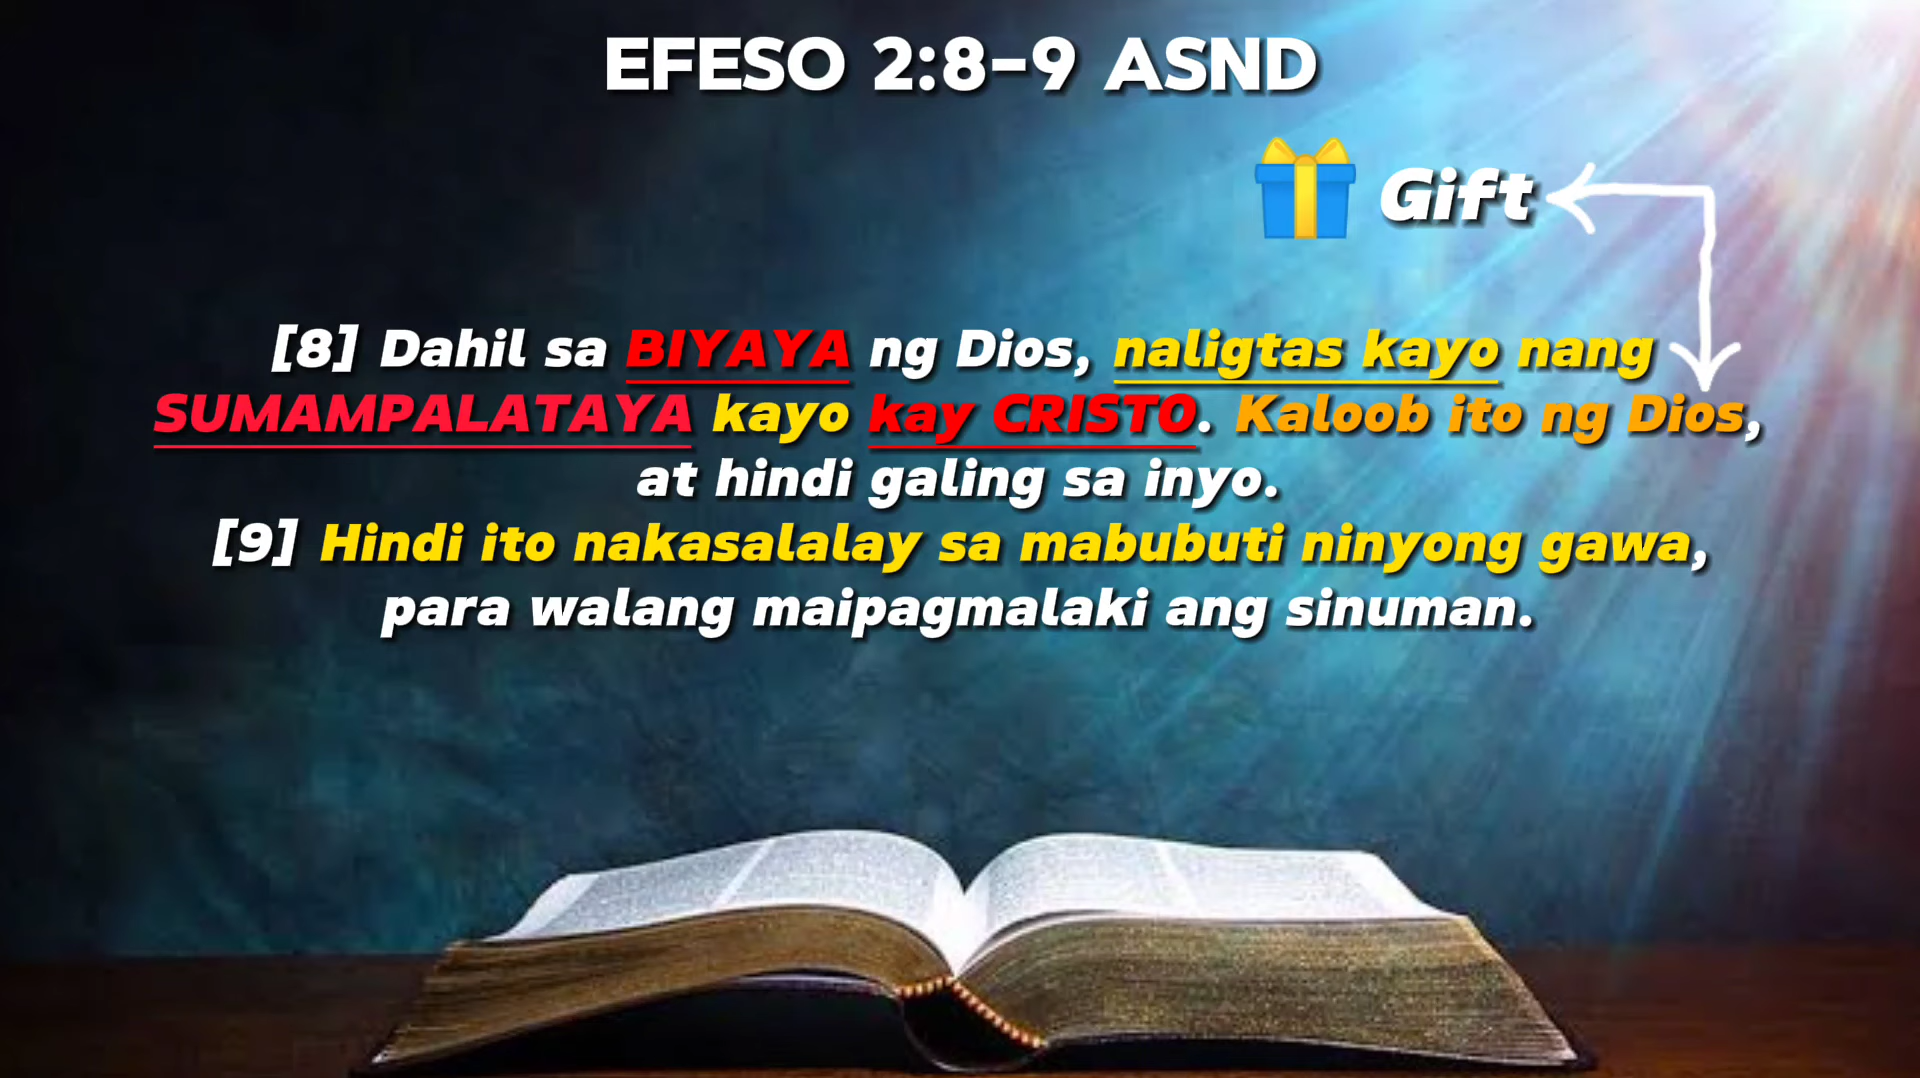 EFESO 2:8-9 ASND
Gift
[8] Dahil sa BIYAYA ng Dios, naligtas kayo nang
SUMAMPALATAYA kayo kay CRISTO. Kaloob ito ng Dios,
at hindi galing sa inyo.
[9] Hindi ito nakasalalay sa mabubuti ninyong gawa,
para walang maipagmalaki ang sinuman.